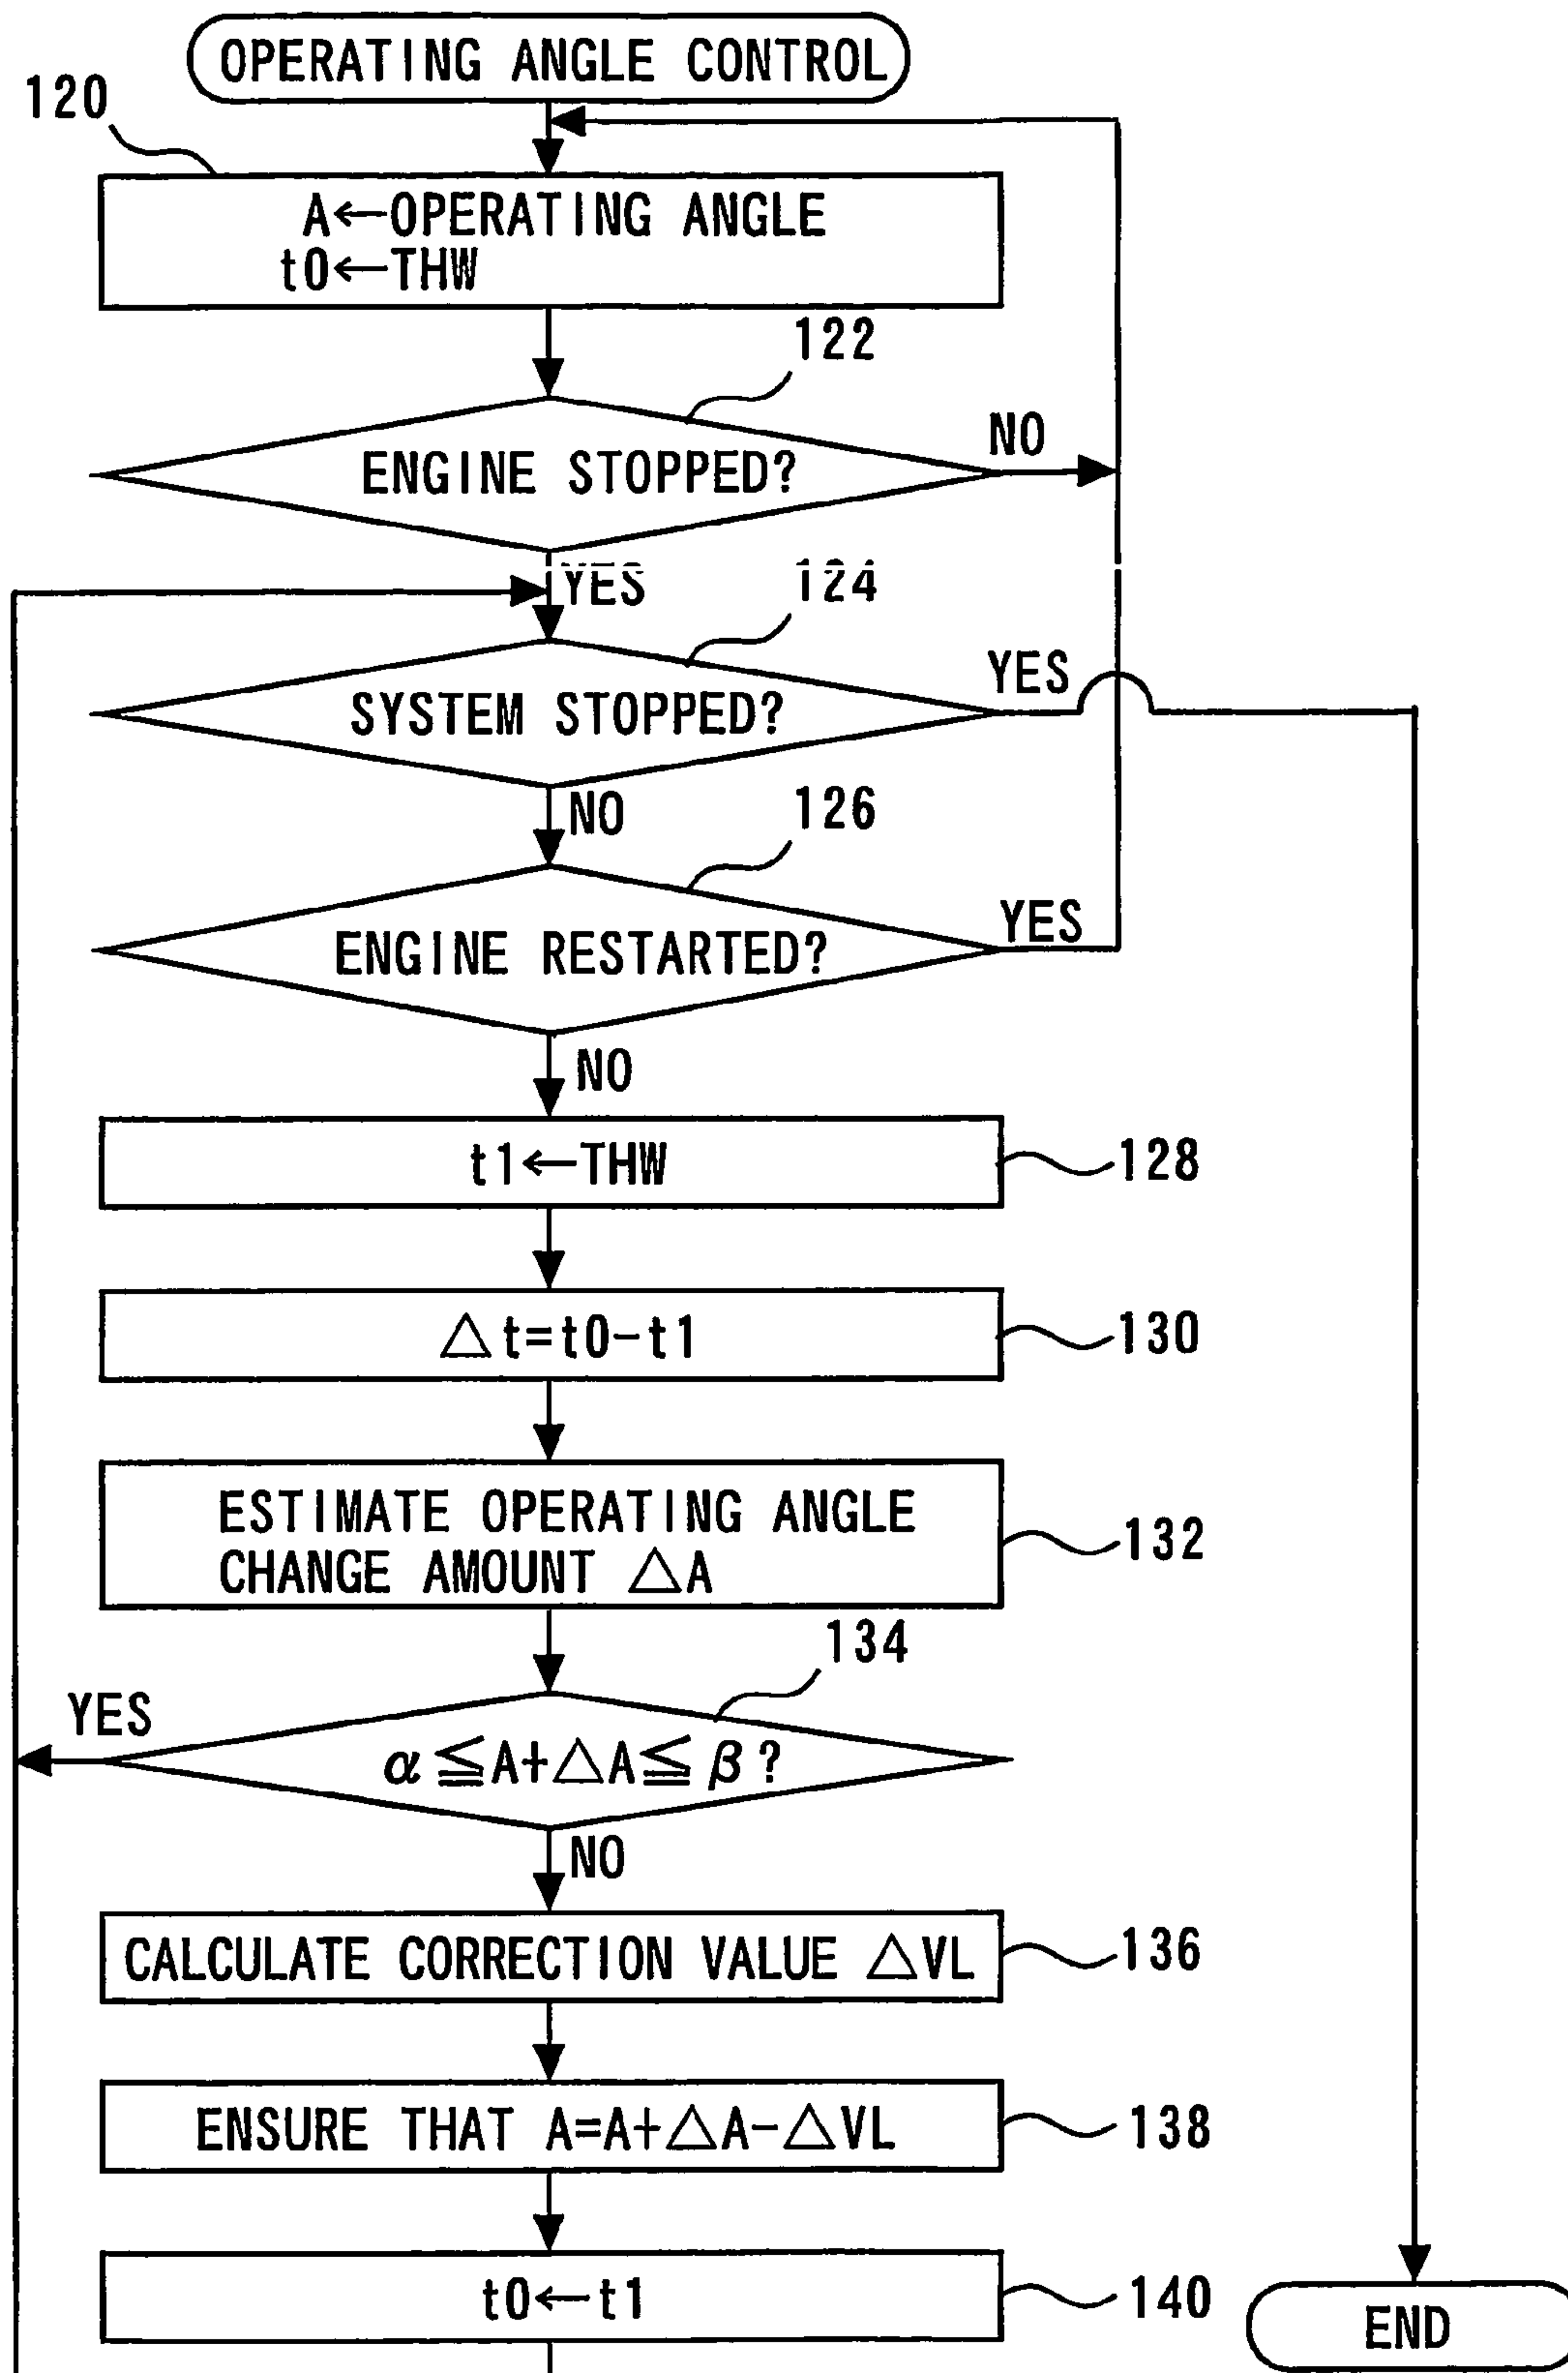 OPERATING ANGLE CONTROL
120
A←OPERATING ANGLE
t0←THW
122
ENGINE STOPPED?
NO
YES
124
SYSTEM STOPPED?
YES
NO
126
ENGINE RESTARTED?
YES
NO
t1←THW
128
△t=t0-t1
130
ESTIMATE OPERATING ANGLE
CHANGE AMOUNT △A
132
134
YES
α≦A+△A≦β?
NO
CALCULATE CORRECTION VALUE △VL
136
ENSURE THAT A=A+△A-△VL
138
t0←t1
140
END